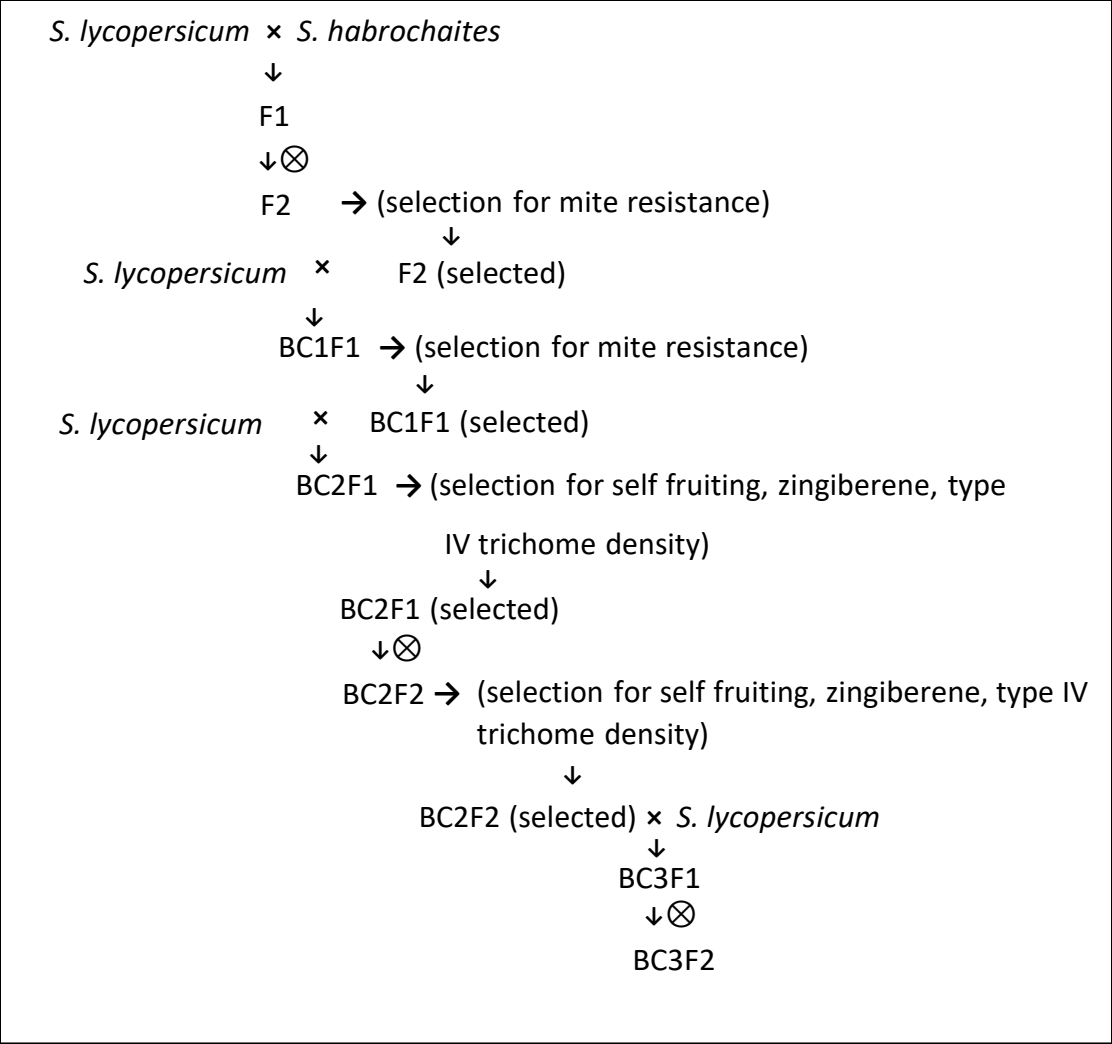 S. lycopersicum × S. habrochaites
↓
F1
↓⊗
F2 → (selection for mite resistance)
↓
S. lycopersicum × F2 (selected)
↓
BC1F1 → (selection for mite resistance)
↓
S. lycopersicum × BC1F1 (selected)
↓
BC2F1 → (selection for self fruiting, zingiberene, type
IV trichome density)
↓
BC2F1 (selected)
↓⊗
BC2F2 → (selection for self fruiting, zingiberene, type IV
trichome density)
↓
BC2F2 (selected) × S. lycopersicum
↓
BC3F1
↓⊗
BC3F2